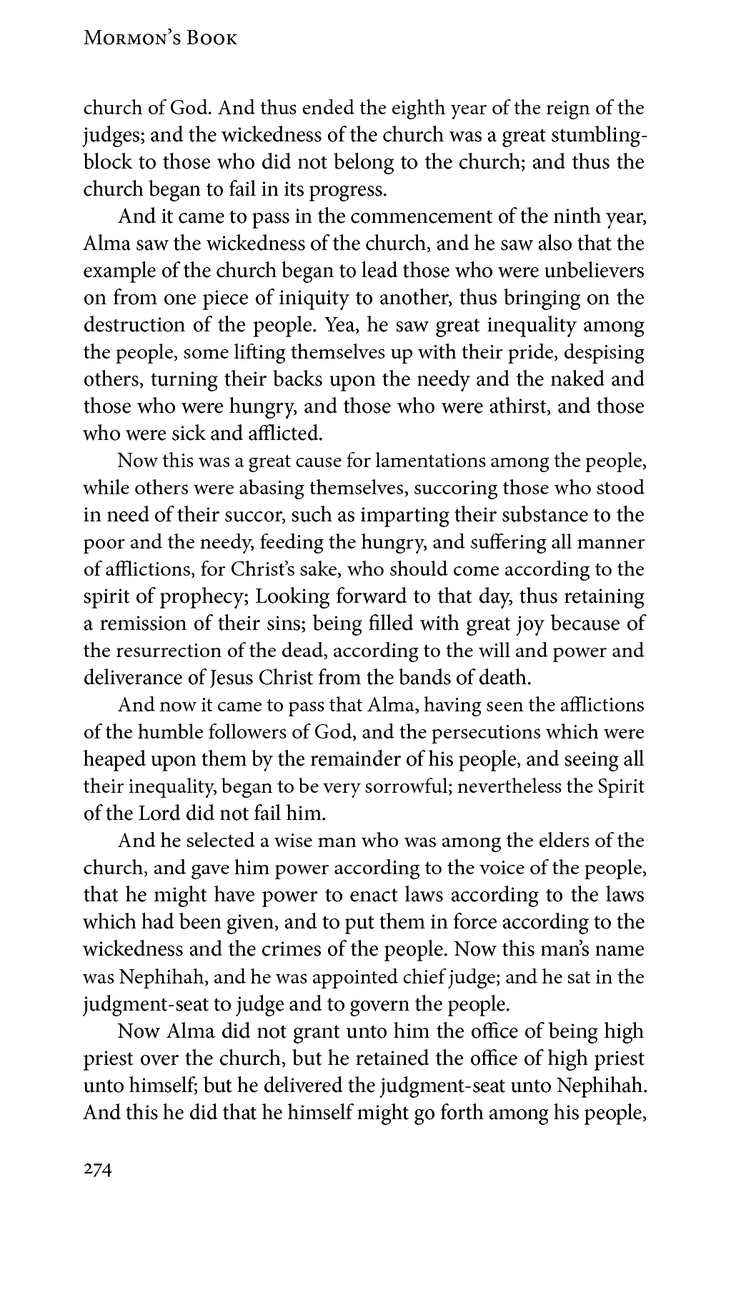 Mormon’s Book
church of God. And thus ended the eighth year of the reign of the
judges; and the wickedness of the church was a great stumbling-
block to those who did not belong to the church; and thus the
church began to fail in its progress.
And it came to pass in the commencement of the ninth year,
Alma saw the wickedness of the church, and he saw also that the
example of the church began to lead those who were unbelievers
on from one piece of iniquity to another, thus bringing on the
destruction of the people. Yea, he saw great inequality among
the people, some lifting themselves up with their pride, despising
others, turning their backs upon the needy and the naked and
those who were hungry, and those who were athirst, and those
who were sick and afflicted.
Now this was a great cause for lamentations among the people,
while others were abasing themselves, succoring those who stood
in need of their succor, such as imparting their substance to the
poor and the needy, feeding the hungry, and suffering all manner
of afflictions, for Christ’s sake, who should come according to the
spirit of prophecy; Looking forward to that day, thus retaining
a remission of their sins; being filled with great joy because of
the resurrection of the dead, according to the will and power and
deliverance of Jesus Christ from the bands of death.
And now it came to pass that Alma, having seen the afflictions
of the humble followers of God, and the persecutions which were
heaped upon them by the remainder of his people, and seeing all
their inequality, began to be very sorrowful; nevertheless the Spirit
of the Lord did not fail him.
And he selected a wise man who was among the elders of the
church, and gave him power according to the voice of the people,
that he might have power to enact laws according to the laws
which had been given, and to put them in force according to the
wickedness and the crimes of the people. Now this man’s name
was Nephihah, and he was appointed chief judge; and he sat in the
judgment-seat to judge and to govern the people.
Now Alma did not grant unto him the office of being high
priest over the church, but he retained the office of high priest
unto himself; but he delivered the judgment-seat unto Nephihah.
And this he did that he himself might go forth among his people,
274